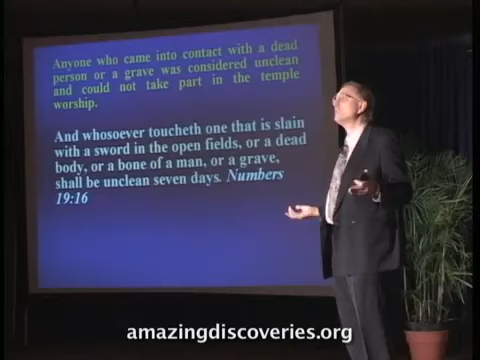 Anyone who came into contact with a dead
person or a grave was considered unclean
and could not take part in the temple
worship.
And whosoever toucheth one that is slain
with a sword in the open fields, or a dead
body, or a bone of a man, or a grave,
shall be unclean seven days. Numbers
19:16
amazingdiscoveries.org